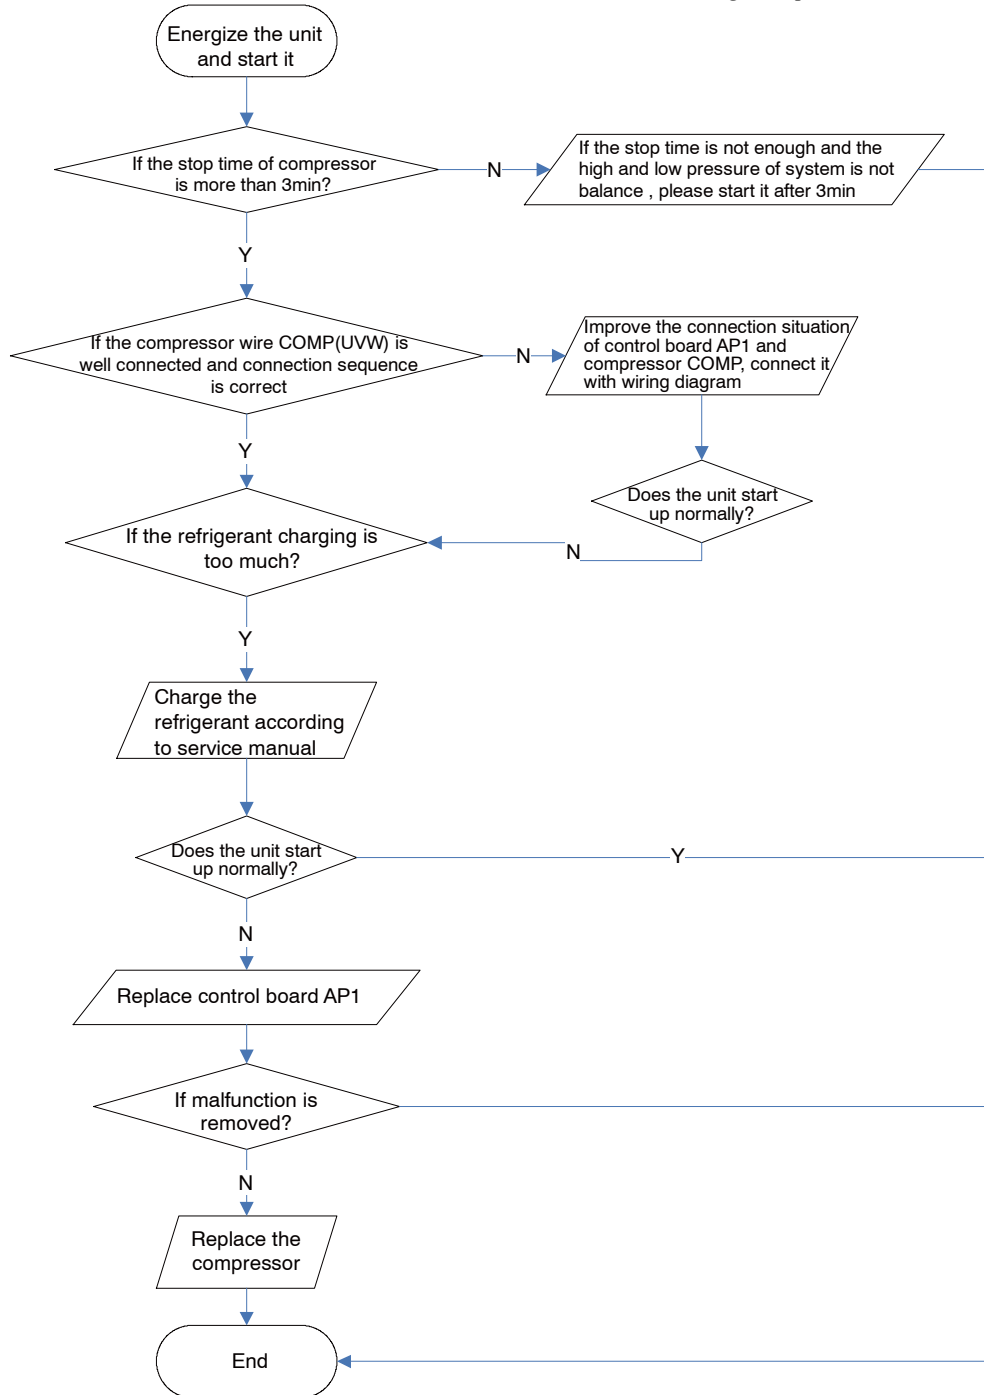 Energize the unit
and start it
If the stop time of compressor
is more than 3min?
N
If the stop time is not enough and the
high and low pressure of system is not
balance , please start it after 3min
Y
If the compressor wire COMP(UVW) is
well connected and connection sequence
is correct
N
Improve the connection situation
of control board AP1 and
compressor COMP, connect it
with wiring diagram
Y
Does the unit start
up normally?
If the refrigerant charging is
too much?
N
Y
Charge the
refrigerant according
to service manual
Does the unit start
up normally?
Y
N
Replace control board AP1
If malfunction is
removed?
N
Replace the
compressor
End